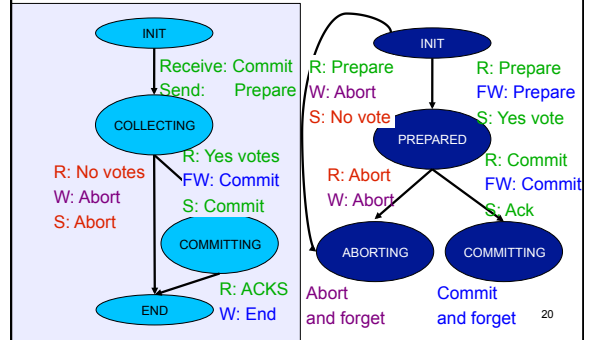 INIT
Receive: Commit
Send: Prepare
COLLECTING
R: No votes
W: Abort
S: Abort
R: Yes votes
FW: Commit
S: Commit
COMMITTING
R: ACKS
W: End
END
INIT
R: Prepare
W: Abort
S: No vote
R: Prepare
FW: Prepare
S: Yes vote
PREPARED
R: Abort
W: Abort
R: Commit
FW: Commit
S: Ack
ABORTING
COMMITTING
Abort
and forget
Commit
and forget
20